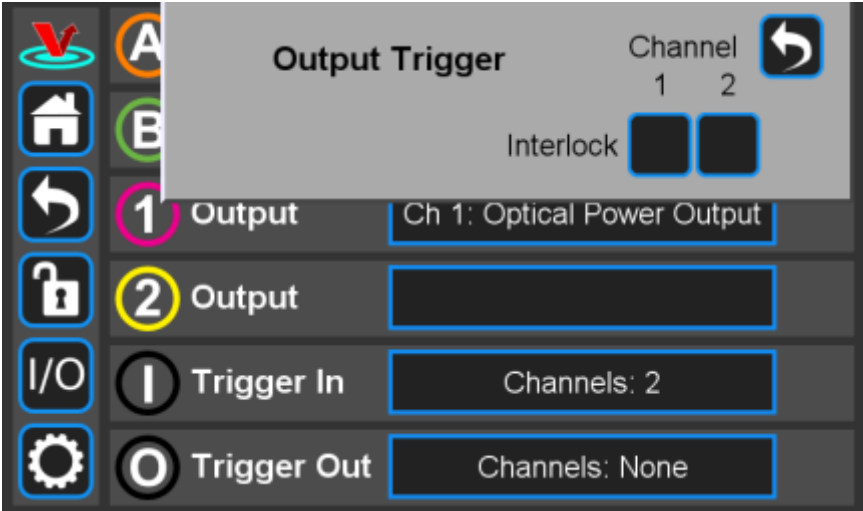 Output Trigger
Channel
1 2
Interlock
A
B
1 Output Ch 1: Optical Power Output
2 Output
I/O
I Trigger In Channels: 2
O Trigger Out Channels: None